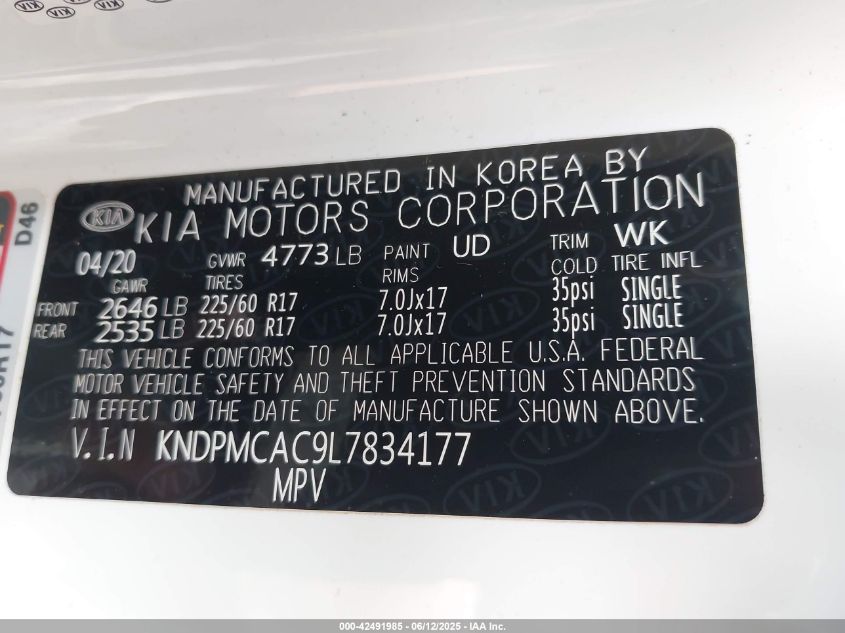 MANUFACTURED IN KOREA BY
KIA KIA MOTORS CORPORATION
04/20 GVWR 4773 LB PAINT UD TRIM WK
GAWR TIRES RIMS COLD TIRE INFL
FRONT 2646 LB 225/60 R17 7.0Jx17 35psi SINGLE
REAR 2535 LB 225/60 R17 7.0Jx17 35psi SINGLE
THIS VEHICLE CONFORMS TO ALL APPLICABLE U.S.A. FEDERAL
MOTOR VEHICLE SAFETY AND THEFT PREVENTION STANDARDS
IN EFFECT ON THE DATE OF MANUFACTURE SHOWN ABOVE.
V.I.N KNDPMCAC9L7834177
MPV
D46
000-42491985 - 06/12/2025 - IAA Inc.